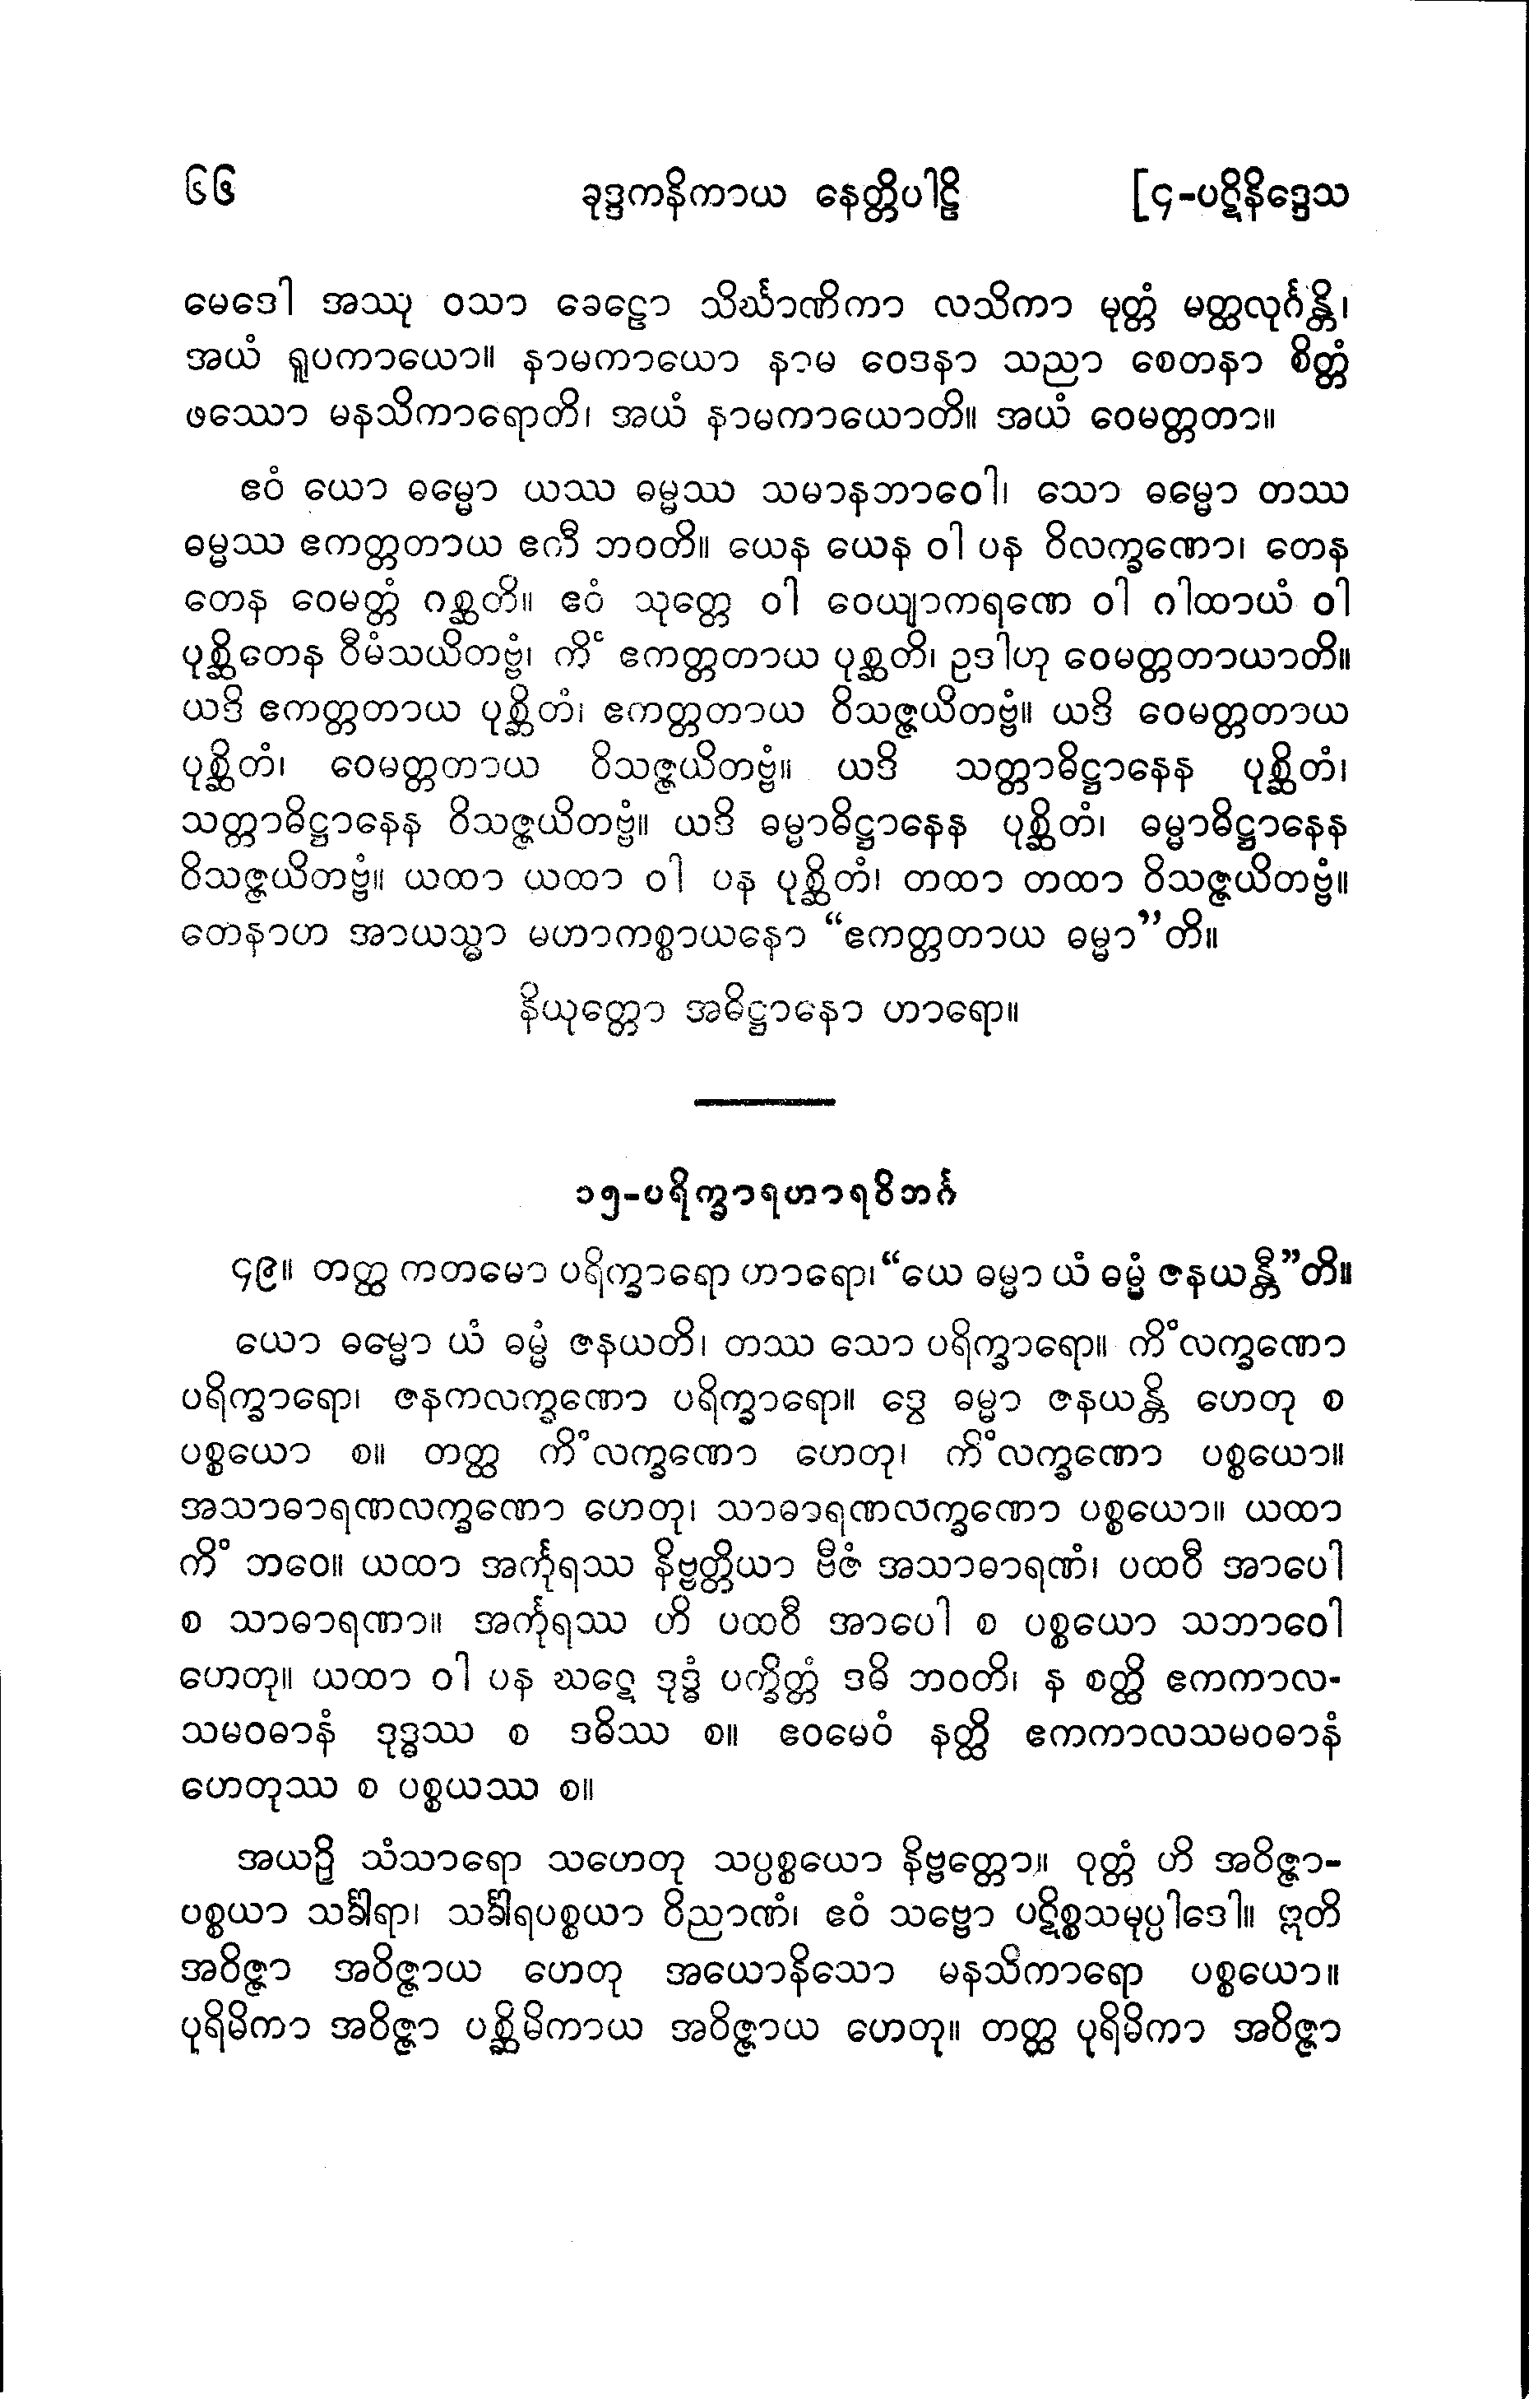 ၆၆ ခုဒ္ဒကနိကာယ နေတ္တိပါဠိ [၄-ပဋိနိဒ္ဒေသ
မေဒေါ အဿု ဝသာ ခေဠော သိင်္ဃာဏိကာ လသိကာ မုတ္တံ မတ္ထလုင်္ဂန္တိ၊
အယံ ရူပကာယော။ နာမကာယော နာမ ဝေဒနာ သညာ စေတနာ စိတ္တံ
ဖဿော မနသိကာရောတိ၊ အယံ နာမကာယောတိ။ အယံ ဝေမတ္တတာ။
ဧဝံ ယော ဓမ္မော ယဿ ဓမ္မဿ သမာနဘာဝေါ၊ သော ဓမ္မော တဿ
ဓမ္မဿ ဧကတ္တတာယ ဧကီ ဘဝတိ။ ယေန ယေန ဝါ ပန ဝိလက္ခဏော၊ တေန
တေန ဝေမတ္တံ ဂစ္ဆတိ။ ဧဝံ သုတ္တေ ဝါ ဝေယျာကရဏေ ဝါ ဂါထာယံ ဝါ
ပုစ္ဆိတေန ဝီမံသယိတဗ္ဗံ၊ ကိံ ဧကတ္တတာယ ပုစ္ဆတိ၊ ဥဒါဟု ဝေမတ္တတာယာတိ။
ယဒိ ဧကတ္တတာယ ပုစ္ဆိတံ၊ ဧကတ္တတာယ ဝိသဇ္ဇယိတဗ္ဗံ။ ယဒိ ဝေမတ္တတာယ
ပုစ္ဆိတံ၊ ဝေမတ္တတာယ ဝိသဇ္ဇယိတဗ္ဗံ။ ယဒိ သတ္တာဓိဋ္ဌာနေန ပုစ္ဆိတံ၊
သတ္တာဓိဋ္ဌာနေန ဝိသဇ္ဇယိတဗ္ဗံ။ ယဒိ ဓမ္မာဓိဋ္ဌာနေန ပုစ္ဆိတံ၊ ဓမ္မာဓိဋ္ဌာနေန
ဝိသဇ္ဇယိတဗ္ဗံ။ ယထာ ယထာ ဝါ ပန ပုစ္ဆိတံ၊ တထာ တထာ ဝိသဇ္ဇယိတဗ္ဗံ။
တေနာဟ အာယသ္မာ မဟာကစ္စာယနော “ဧကတ္တတာယ ဓမ္မာ”တိ။
နိယုတ္တော အဓိဋ္ဌာနော ဟာရော။
၁၅-ပရိက္ခာရဟာရဝိဘင်္ဂ
၄၉။ တတ္ထ ကတမော ပရိက္ခာရော ဟာရော၊ “ယေ ဓမ္မာ ယံ ဓမ္မံ ဇနယန္တီ”တိ။
ယော ဓမ္မော ယံ ဓမ္မံ ဇနယတိ၊ တဿ သော ပရိက္ခာရော။ ကိံလက္ခဏော
ပရိက္ခာရော၊ ဇနကလက္ခဏော ပရိက္ခာရော။ ဒွေ ဓမ္မာ ဇနယန္တိ ဟေတု စ
ပစ္စယော စ။ တတ္ထ ကိံလက္ခဏော ဟေတု၊ ကိံလက္ခဏော ပစ္စယော။
အသာဓာရဏလက္ခဏော ဟေတု၊ သာဓာရဏလက္ခဏော ပစ္စယော။ ယထာ
ကိံ ဘဝေ။ ယထာ အင်္ကုရဿ နိဗ္ဗတ္တိယာ ဗီဇံ အသာဓာရဏံ၊ ပထဝီ အာပေါ
စ သာဓာရဏာ။ အင်္ကုရဿ ဟိ ပထဝီ အာပေါ စ ပစ္စယော သဘာဝေါ
ဟေတု။ ယထာ ဝါ ပန ဃဋေ ဒုဒ္ဓံ ပက္ခိတ္တံ ဒဓိ ဘဝတိ၊ န စတ္ထိ ဧကကာလ-
သမဝဓာနံ ဒုဒ္ဓဿ စ ဒဓိဿ စ။ ဧဝမေဝံ နတ္ထိ ဧကကာလသမဝဓာနံ
ဟေတုဿ စ ပစ္စယဿ စ။
အယဉှိ သံသာရော သဟေတု သပ္ပစ္စယော နိဗ္ဗတ္တော။ ဝုတ္တံ ဟိ အဝိဇ္ဇာ-
ပစ္စယာ သင်္ခါရာ၊ သင်္ခါရပစ္စယာ ဝိညာဏံ၊ ဧဝံ သဗ္ဗော ပဋိစ္စသမုပ္ပါဒေါ။ ဣတိ
အဝိဇ္ဇာ အဝိဇ္ဇာယ ဟေတု အယောနိသော မနသိကာရော ပစ္စယော။
ပုရိမိကာ အဝိဇ္ဇာ ပစ္ဆိမိကာယ အဝိဇ္ဇာယ ဟေတု။ တတ္ထ ပုရိမိကာ အဝိဇ္ဇာ